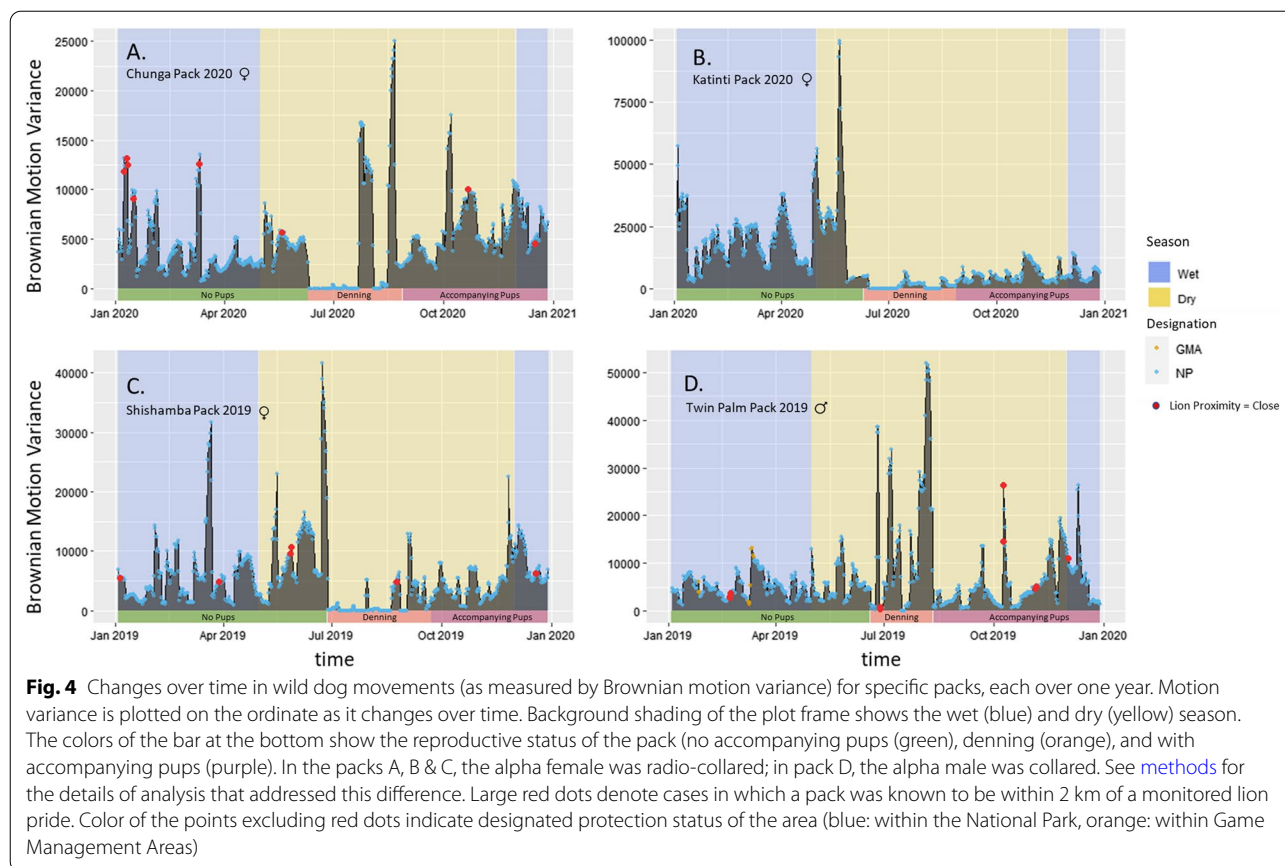 A.
Chunga Pack 2020 ♀
Brownian Motion Variance
25000
20000
15000
10000
5000
0
No Pups
Denning
Accompanying Pups
Jan 2020
Apr 2020
Jul 2020
Oct 2020
Jan 2021
B.
Katinti Pack 2020 ♀
100000
75000
50000
25000
0
No Pups
Denning
Accompanying Pups
Jan 2020
Apr 2020
Jul 2020
Oct 2020
Jan 2021
Season
Wet
Dry
Designation
GMA
NP
Lion Proximity = Close
C.
Shishamba Pack 2019 ♀
Brownian Motion Variance
40000
30000
20000
10000
0
No Pups
Denning
Accompanying Pups
Jan 2019
Apr 2019
Jul 2019
Oct 2019
Jan 2020
time
D.
Twin Palm Pack 2019 ♂
50000
40000
30000
20000
10000
0
No Pups
Denning
Accompanying Pups
Jan 2019
Apr 2019
Jul 2019
Oct 2019
Jan 2020
time
Fig. 4 Changes over time in wild dog movements (as measured by Brownian motion variance) for specific packs, each over one year. Motion
variance is plotted on the ordinate as it changes over time. Background shading of the plot frame shows the wet (blue) and dry (yellow) season.
The colors of the bar at the bottom show the reproductive status of the pack (no accompanying pups (green), denning (orange), and with
accompanying pups (purple). In the packs A, B & C, the alpha female was radio-collared; in pack D, the alpha male was collared. See methods for
the details of analysis that addressed this difference. Large red dots denote cases in which a pack was known to be within 2 km of a monitored lion
pride. Color of the points excluding red dots indicate designated protection status of the area (blue: within the National Park, orange: within Game
Management Areas)